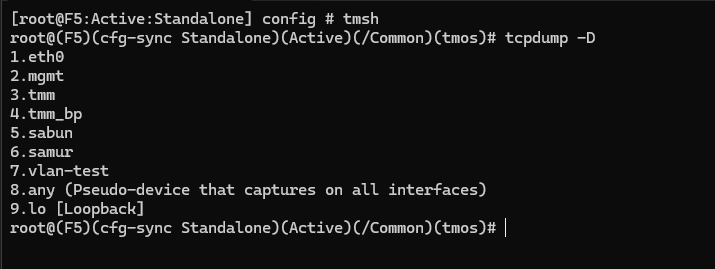 [root@F5:Active:Standalone] config # tmsh
root@(F5)(cfg-sync Standalone)(Active)(/Common)(tmos)# tcpdump -D
1.eth0
2.mgmt
3.tmm
4.tmm_bp
5.sabun
6.samur
7.vlan-test
8.any (Pseudo-device that captures on all interfaces)
9.lo [Loopback]
root@(F5)(cfg-sync Standalone)(Active)(/Common)(tmos)#